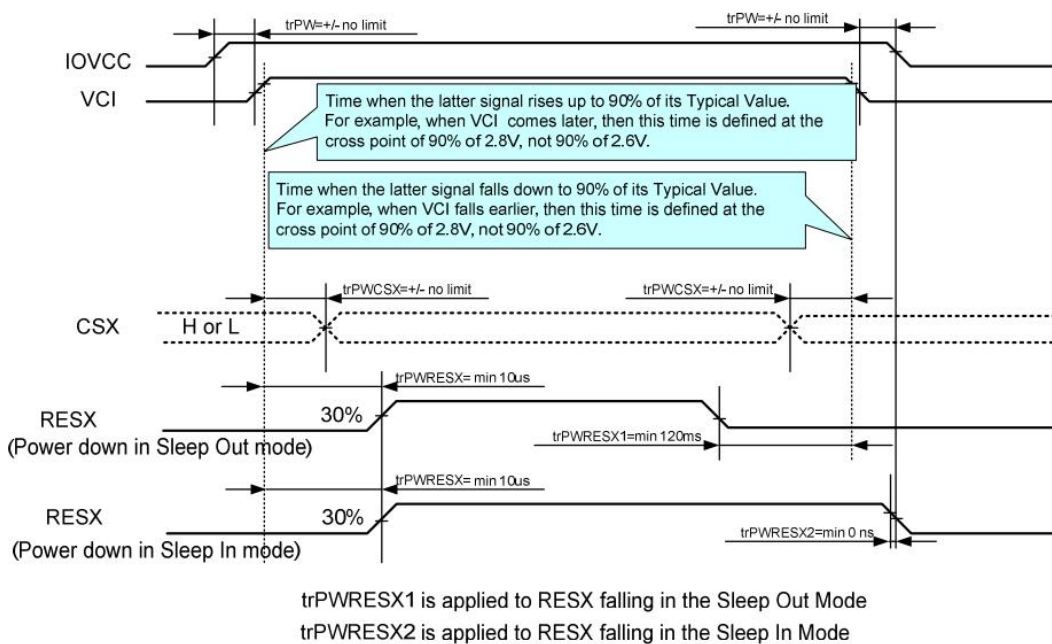 trPW=+/- no limit
trPW=+/- no limit
IOVCC
VCI
Time when the latter signal rises up to 90% of its Typical Value.
For example, when VCI comes later, then this time is defined at the
cross point of 90% of 2.8V, not 90% of 2.6V.
Time when the latter signal falls down to 90% of its Typical Value.
For example, when VCI falls earlier, then this time is defined at the
cross point of 90% of 2.8V, not 90% of 2.6V.
trPWCSX=+/- no limit
trPWCSX=+/- no limit
CSX
H or L
trPWRESX= min 10us
RESX
30%
(Power down in Sleep Out mode)
trPWRESX1=min 120ms
trPWRESX= min 10us
RESX
30%
(Power down in Sleep In mode)
trPWRESX2=min 0 ns
trPWRESX1 is applied to RESX falling in the Sleep Out Mode
trPWRESX2 is applied to RESX falling in the Sleep In Mode